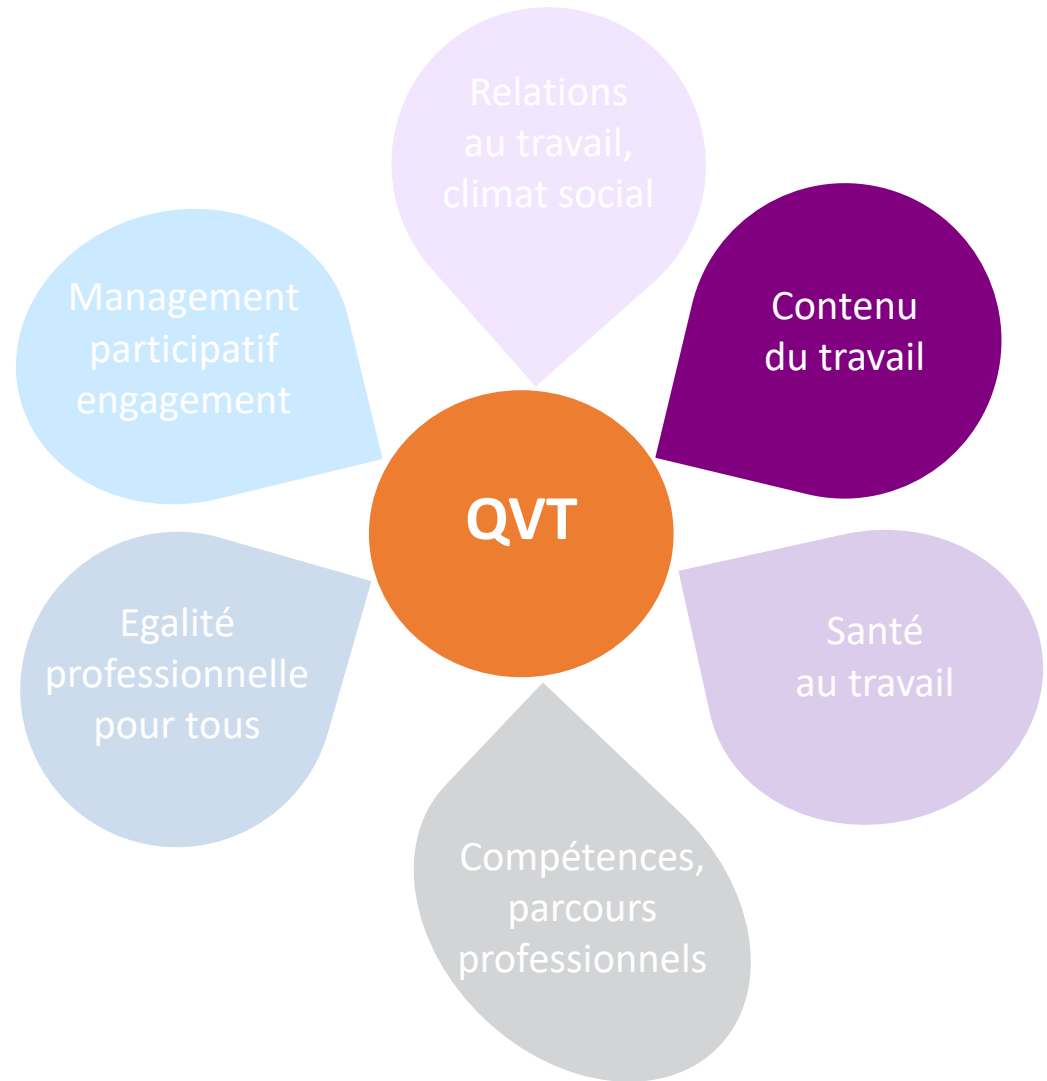 Relations
au travail,
climat social
Contenu
du travail
Management
participatif
engagement
QVT
Egalité
professionnelle
pour tous
Santé
au travail
Compétences,
parcours
professionnels